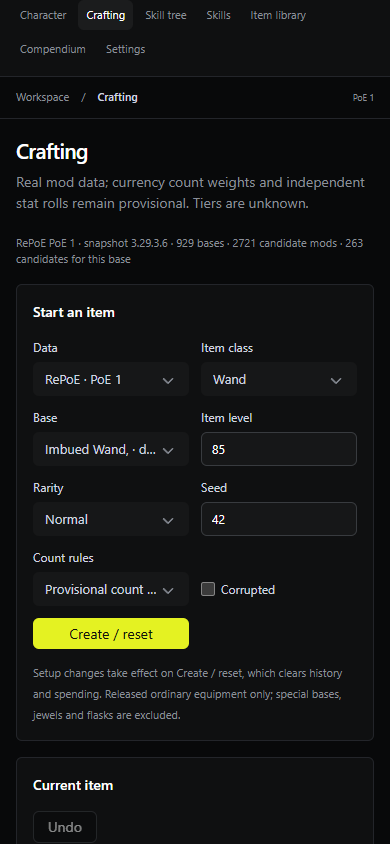 Character Crafting Skill tree Skills Item library
Compendium Settings
Workspace / Crafting PoE 1
Crafting
Real mod data; currency count weights and independent
stat rolls remain provisional. Tiers are unknown.
RePoE PoE 1 · snapshot 3.29.3.6 · 929 bases · 2721 candidate mods · 263
candidates for this base
Start an item
Data Item class
RePoE · PoE 1 Wand
Base Item level
Imbued Wand, · d... 85
Rarity Seed
Normal 42
Count rules
Provisional count ... Corrupted
Create / reset
Setup changes take effect on Create / reset, which clears history
and spending. Released ordinary equipment only; special bases,
jewels and flasks are excluded.
Current item
Undo